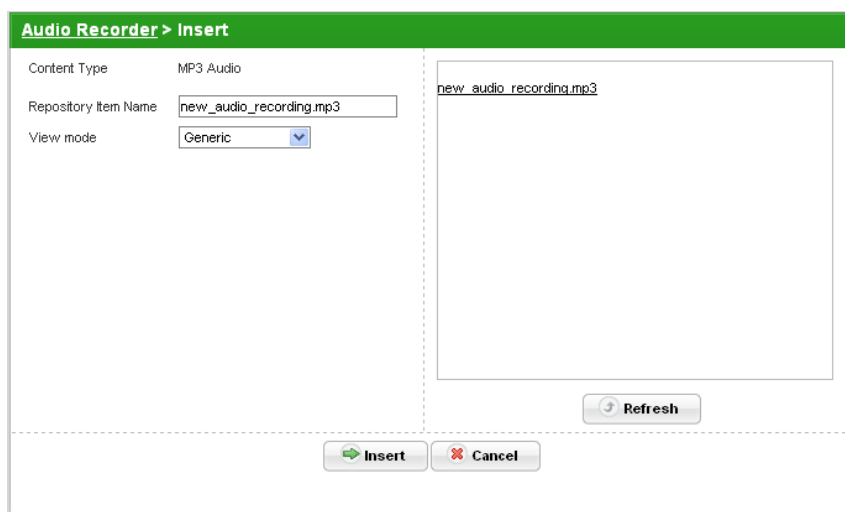 Audio Recorder > Insert
Content Type MP3 Audio
Repository Item Name new_audio_recording.mp3
View mode Generic
new_audio_recording.mp3
Refresh
Insert
Cancel